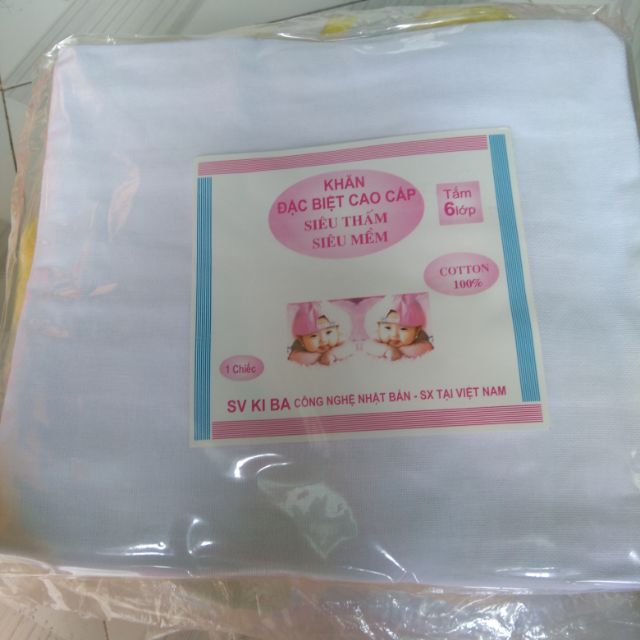 KHĂN
ĐẶC BIỆT CAO CẤP
SIÊU THẤM
SIÊU MỀM
Tắm
6 lớp
COTTON
100%
1 Chiếc
SV KI BA CÔNG NGHỆ NHẬT BẢN - SX TẠI VIỆT NAM